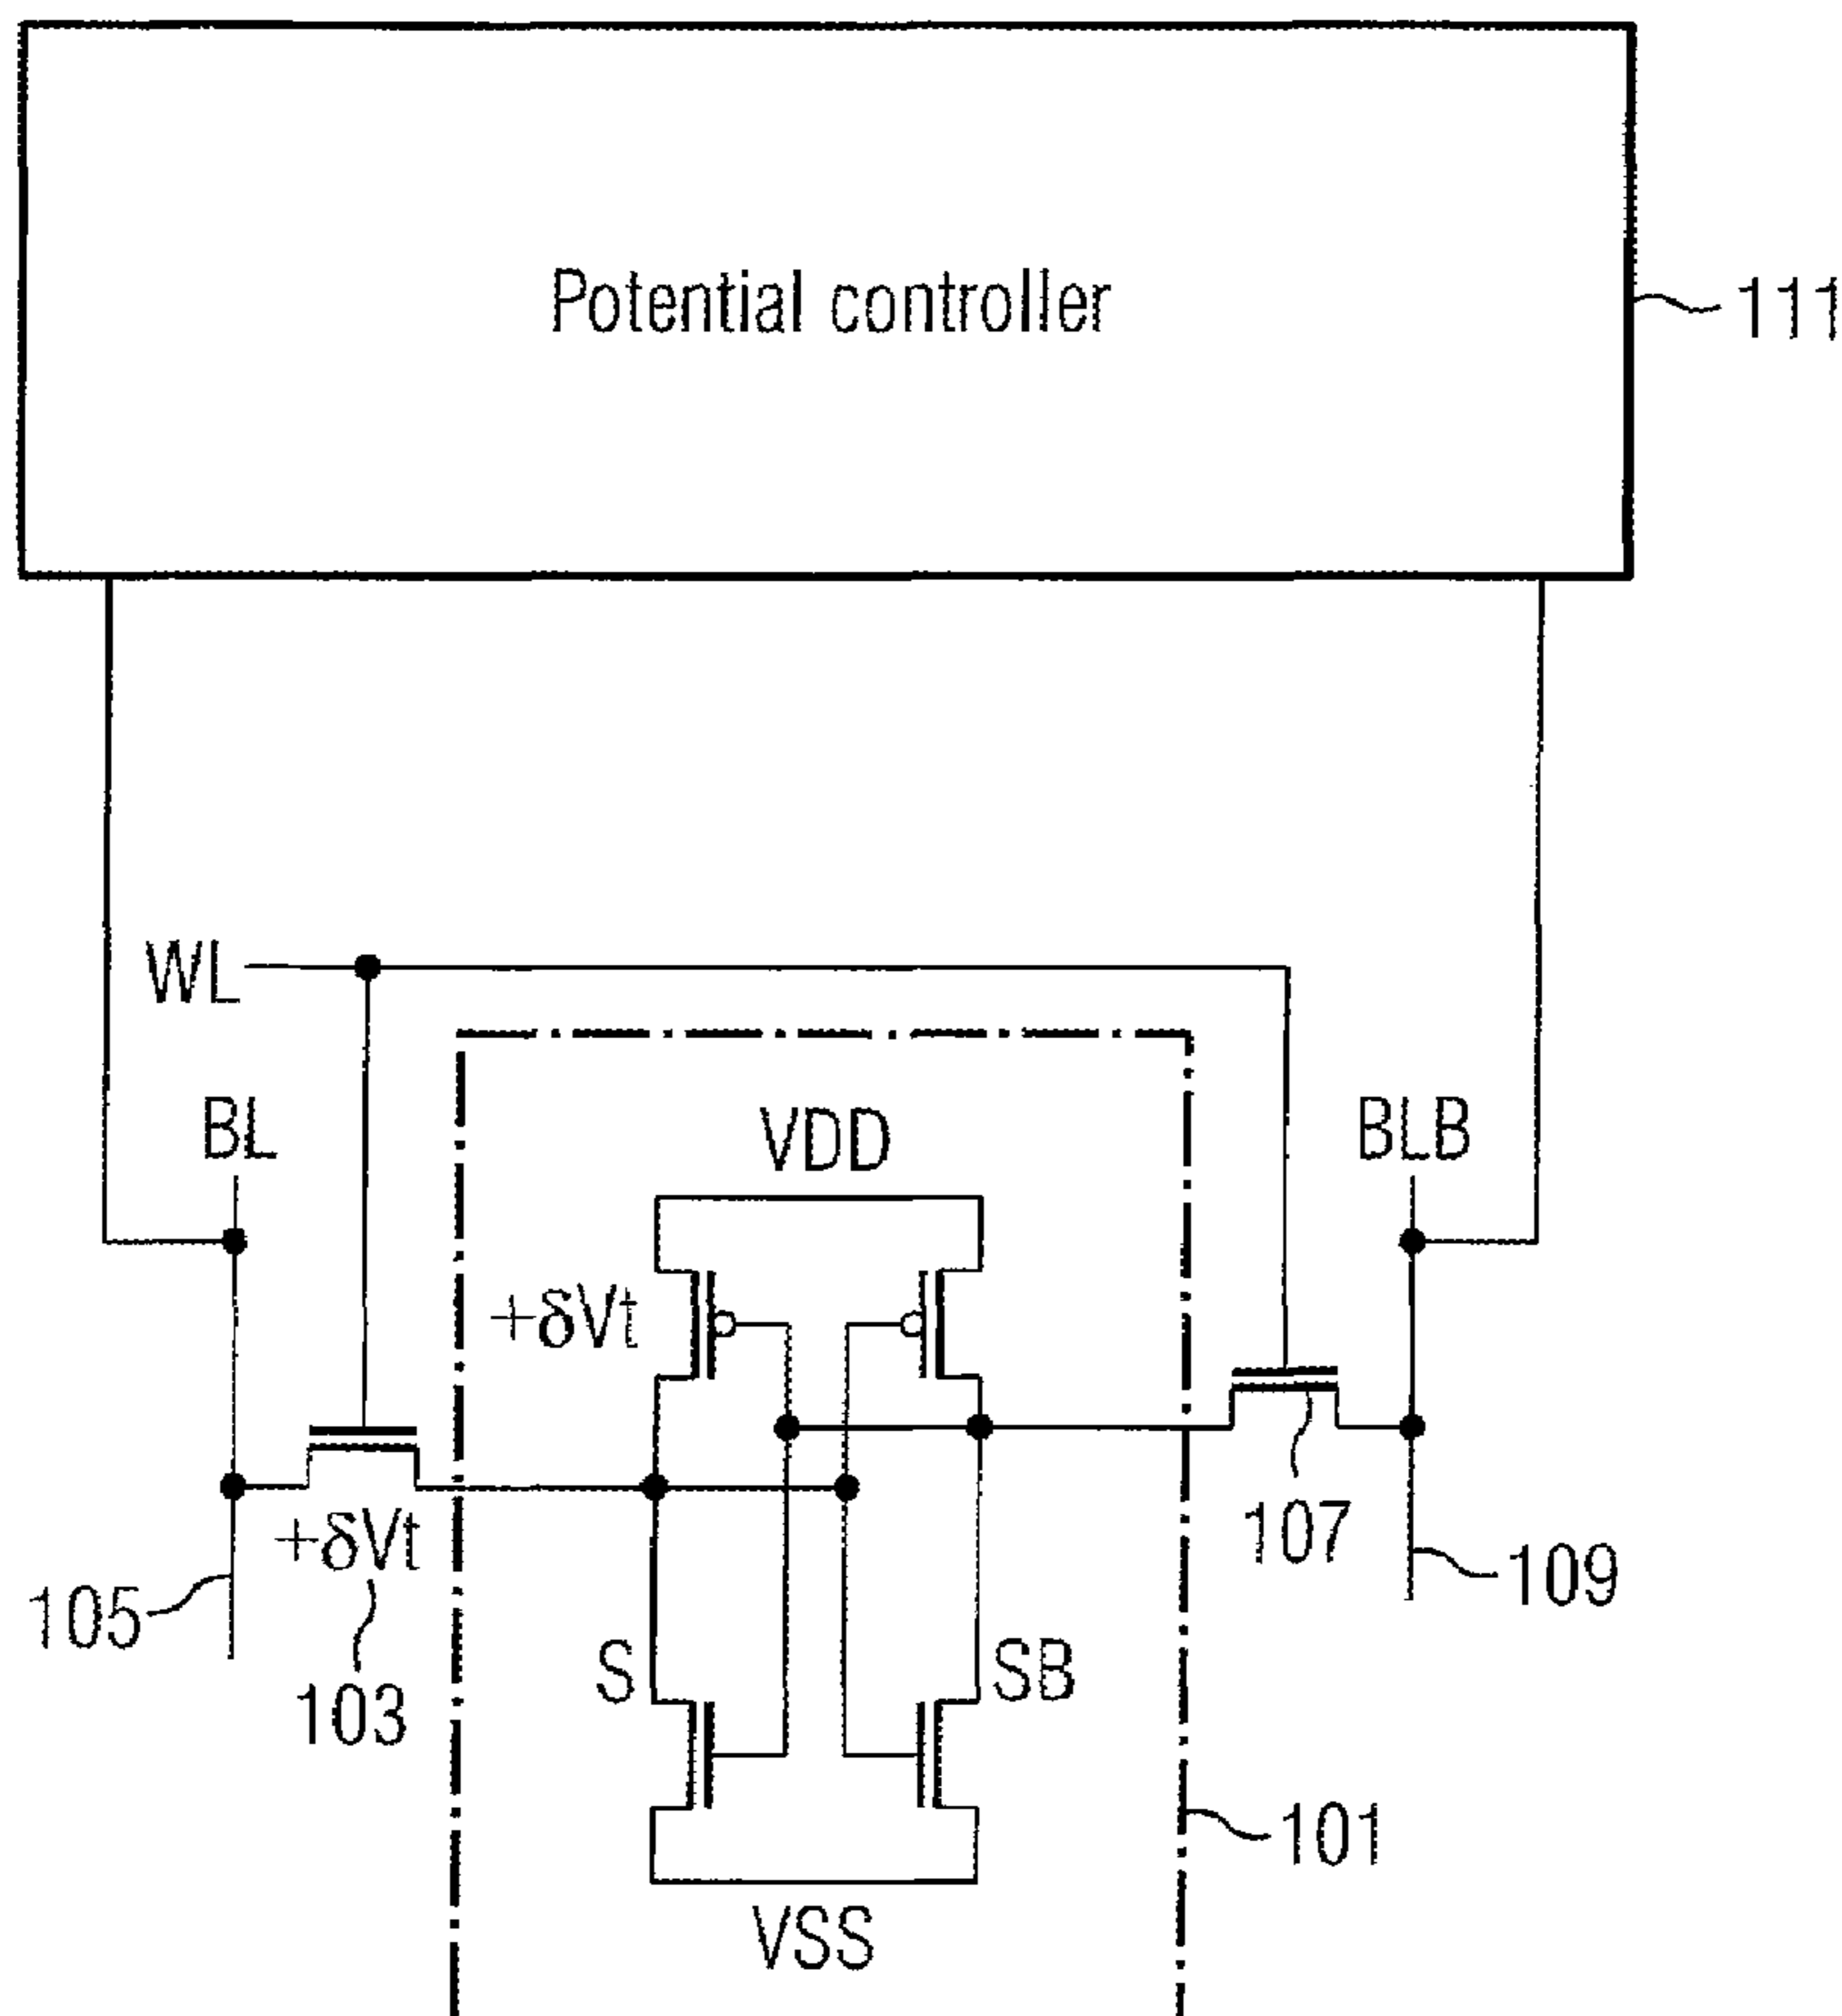 Potential controller
111
WL
BL
VDD
BLB
+δVt
+δVt
107
109
105
S
SB
103
101
VSS